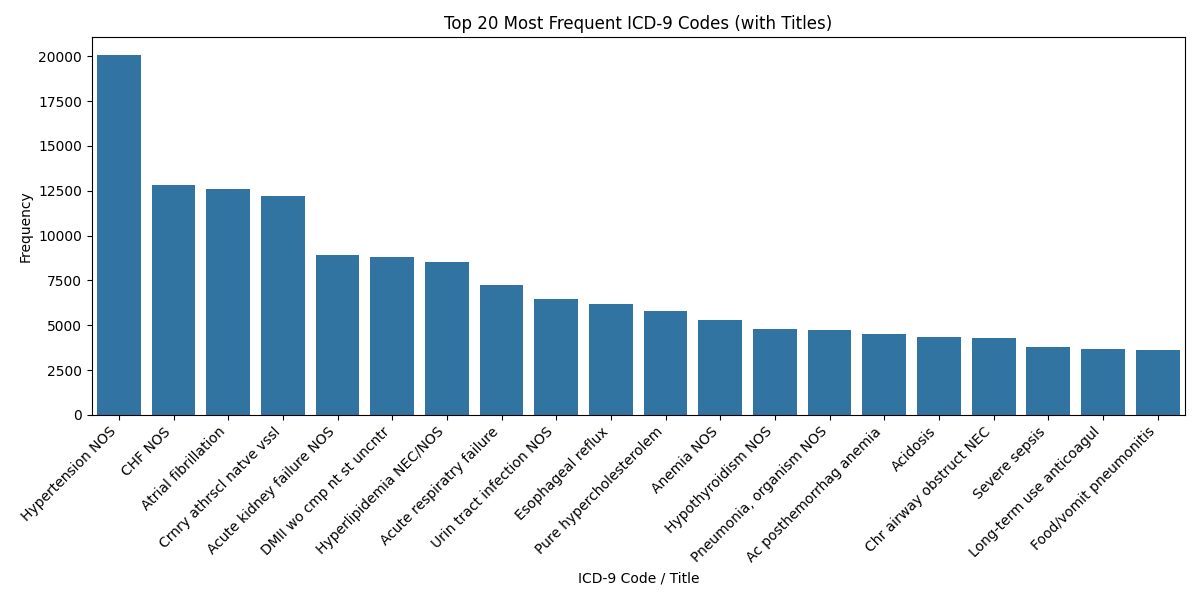 Top 20 Most Frequent ICD-9 Codes (with Titles)
Frequency
20000
17500
15000
12500
10000
7500
5000
2500
0
Hypertension NOS
CHF NOS
Atrial fibrillation
Crnry athrscl natve vssl
Acute kidney failure NOS
DMII wo cmp nt st uncntr
Hyperlipidemia NEC/NOS
Acute respiratry failure
Urin tract infection NOS
Esophageal reflux
Pure hypercholesterolem
Anemia NOS
Hypothyroidism NOS
Pneumonia, organism NOS
Ac posthemorrhag anemia
Acidosis
Chr airway obstruct NEC
Severe sepsis
Long-term use anticoagul
Food/vomit pneumonitis
ICD-9 Code / Title